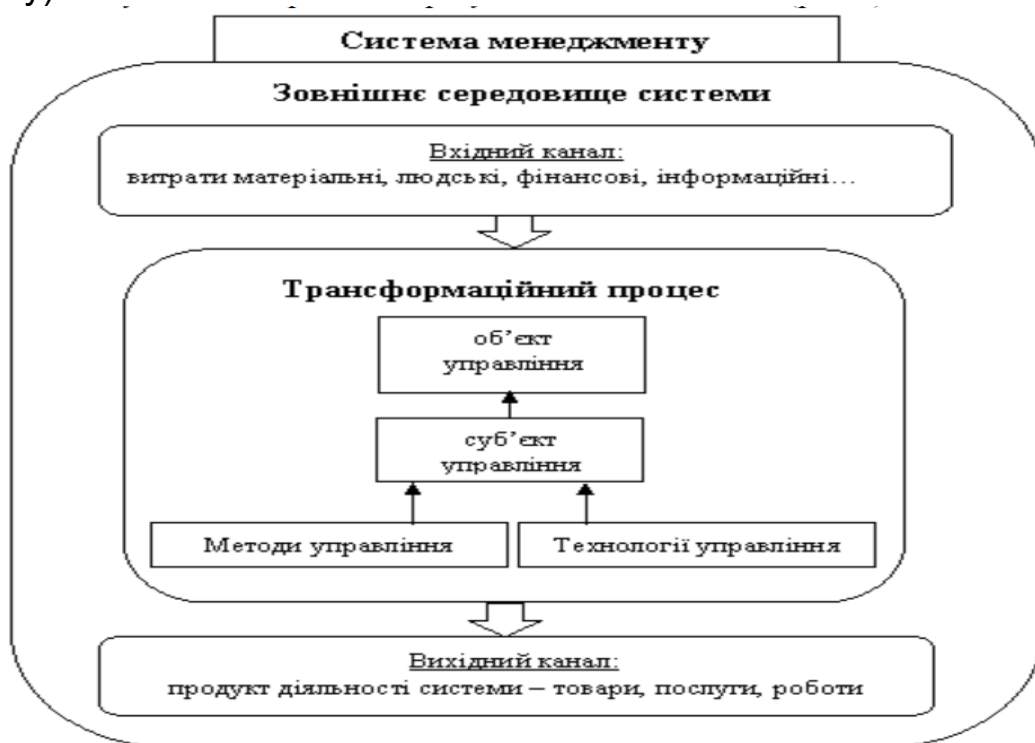 у)
Система менеджменту
Зовнішнє середовище системи
Вхідний канал:
витрати матеріальні, людські, фінансові, інформаційні…
Трансформаційний процес
об’єкт
управління
суб’єкт
управління
Методи управління
Технології управління
Вихідний канал:
продукт діяльності системи – товари, послуги, роботи